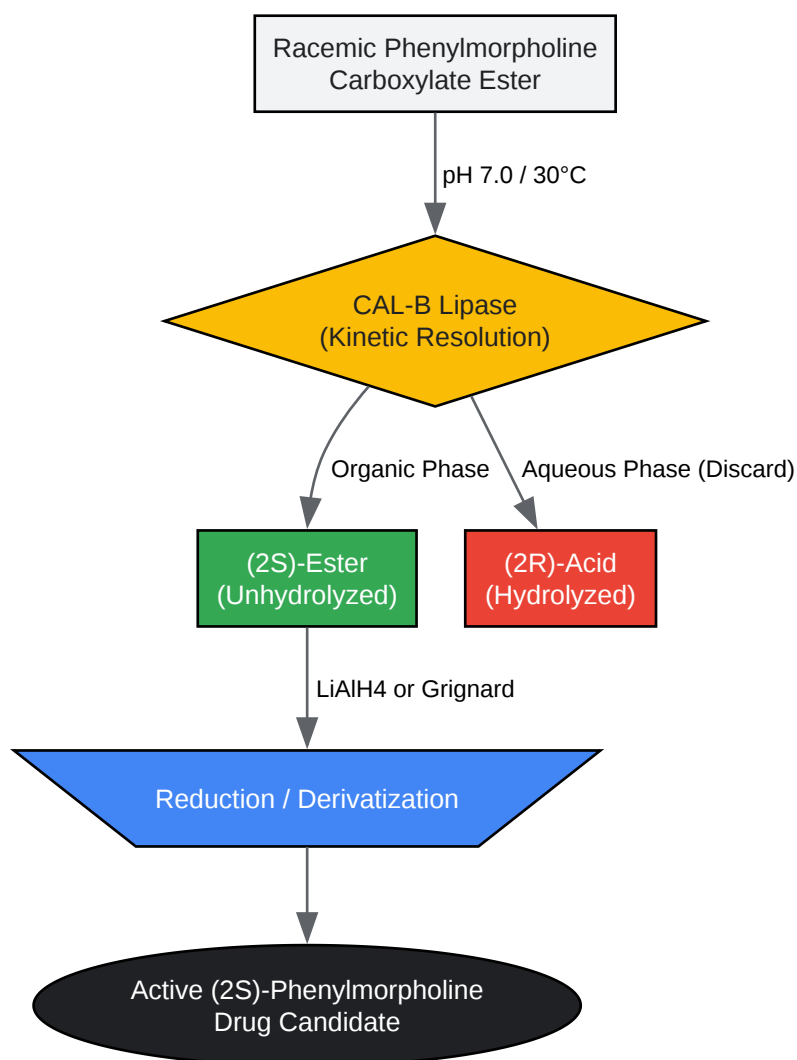 Racemic Phenylmorpholine
Carboxylate Ester
pH 7.0 / 30°C
CAL-B Lipase
(Kinetic Resolution)
Organic Phase
Aqueous Phase (Discard)
(2S)-Ester
(Unhydrolyzed)
(2R)-Acid
(Hydrolyzed)
LiAlH4 or Grignard
Reduction / Derivatization
Active (2S)-Phenylmorpholine
Drug Candidate